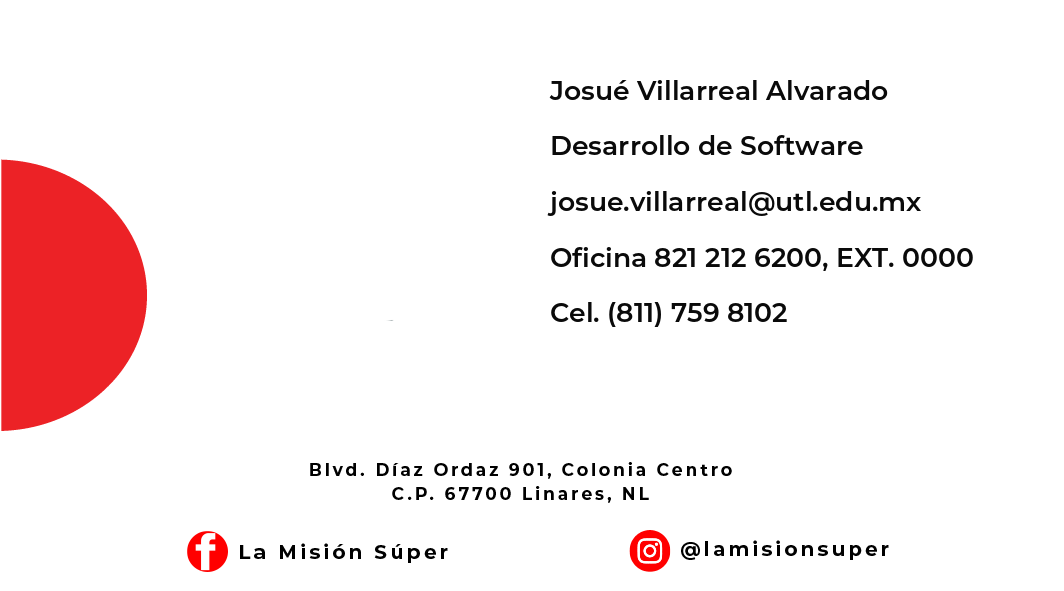 Josué Villarreal Alvarado
Desarrollo de Software
josue.villarreal@utl.edu.mx
Oficina 821 212 6200, EXT. 0000
Cel. (811) 759 8102
Blvd. Díaz Ordaz 901, Colonia Centro
C.P. 67700 Linares, NL
La Misión Súper
@lamisionsuper